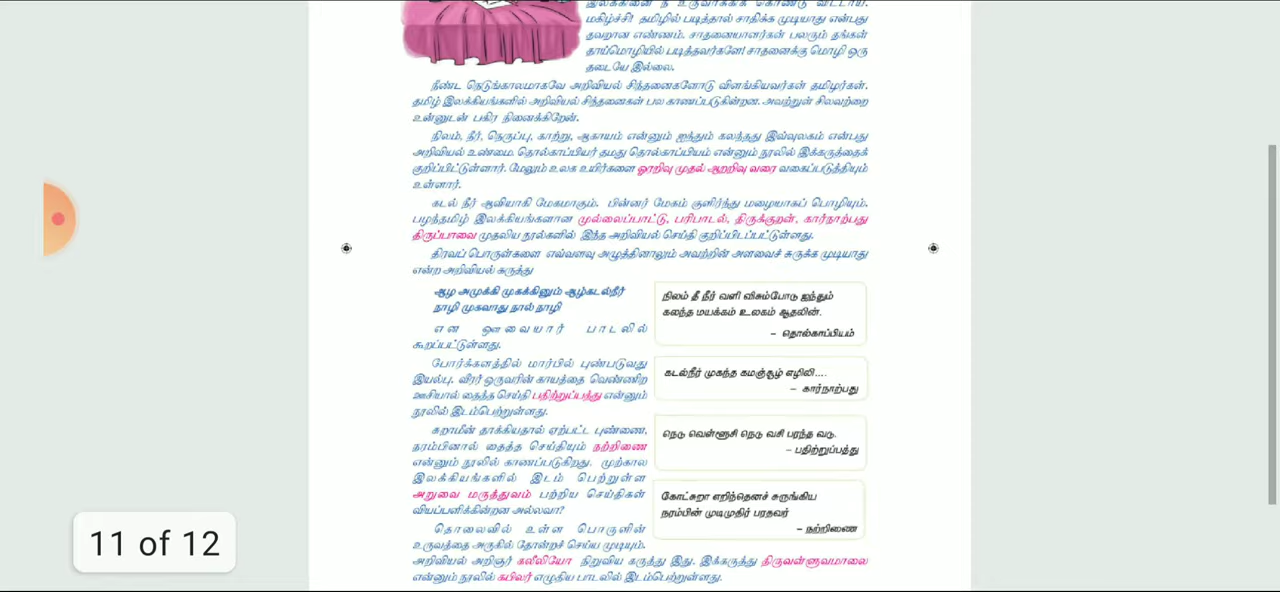 மகிழ்ச்சி! தமிழில் படித்தால் சாதிக்க முடியாது என்பது
தவறான எண்ணம். சாதனையாளர்கள் பலரும் தங்கள்
தாய்மொழியில் படித்தவர்களே! சாதனைக்கு மொழி ஒரு
தடையே இல்லை.
நீண்ட நெடுங்காலமாகவே அறிவியல் சிந்தனைகளோடு விளங்கியவர்கள் தமிழர்கள்.
தமிழ் இலக்கியங்களில் அறிவியல் சிந்தனைகள் பல காணப்படுகின்றன. அவற்றுள் சிலவற்றை
உன்னுடன் பகிர நினைக்கிறேன்.
நிலம், நீர், நெருப்பு, காற்று, ஆகாயம் என்னும் ஐந்தும் கலந்தது இவ்வுலகம் என்பது
அறிவியல் உண்மை. தொல்காப்பியர் தமது தொல்காப்பியம் என்னும் நூலில் இக்கருத்தைக்
குறிப்பிட்டுள்ளார். மேலும் உலக உயிர்களை ஓரறிவு முதல் ஆறறிவு வரை வகைப்படுத்தியும்
உள்ளார்.
கடல் நீர் ஆவியாகி மேகமாகும். பின்னர் மேகம் குளிர்ந்து மழையாகப் பொழியும்.
பழந்தமிழ் இலக்கியங்களான முல்லைப்பாட்டு, பரிபாடல், திருக்குறள், கார்நாற்பது
திருப்பாவை முதலிய நூல்களில் இந்த அறிவியல் செய்தி குறிப்பிடப்பட்டுள்ளது.
திரவப் பொருள்களை எவ்வளவு அழுத்தினாலும் அவற்றின் அளவைச் சுருக்க முடியாது
என்ற அறிவியல் கருத்து
ஆழ அமுக்கி முகக்கினும் ஆழ்கடல்நீர்
நாழி முகவாது நால் நாழி
என ஔவையார் பாடலில்
கூறப்பட்டுள்ளது.
போர்க்களத்தில் மார்பில் புண்படுவது
இயல்பு. வீரர் ஒருவரின் காயத்தை வெண்ணிற
ஊசியால் தைத்த செய்தி பதிற்றுப்பத்து என்னும்
நூலில் இடம்பெற்றுள்ளது.
சுறாமீன் தாக்கியதால் ஏற்பட்ட புண்ணை,
நரம்பினால் தைத்த செய்தியும் நற்றிணை
என்னும் நூலில் காணப்படுகிறது. முற்கால
இலக்கியங்களில் இடம் பெற்றுள்ள
அறுவை மருத்துவம் பற்றிய செய்திகள்
வியப்பளிக்கின்றன அல்லவா?
தொலைவில் உள்ள பொருளின்
உருவத்தை அருகில் தோன்றச் செய்ய முடியும்.
அறிவியல் அறிஞர் கலீலியோ நிறுவிய கருத்து இது. இக்கருத்து திருவள்ளுவமாலை
என்னும் நூலில் கபிலர் எழுதிய பாடலில் இடம்பெற்றுள்ளது.
நிலம் தீ நீர் வளி விசும்போடு ஐந்தும்
கலந்த மயக்கம் உலகம் ஆதலின்.
– தொல்காப்பியம்
கடல்நீர் முகந்த கமஞ்சூழ் எழிலி....
– கார்நாற்பது
நெடு வெள்ளூசி நெடு வசி பரந்த வடு.
– பதிற்றுப்பத்து
கோட்சுறா எறிந்தெனச் சுருங்கிய
நரம்பின் முடிமுதிர் பரதவர்
– நற்றிணை
11 of 12